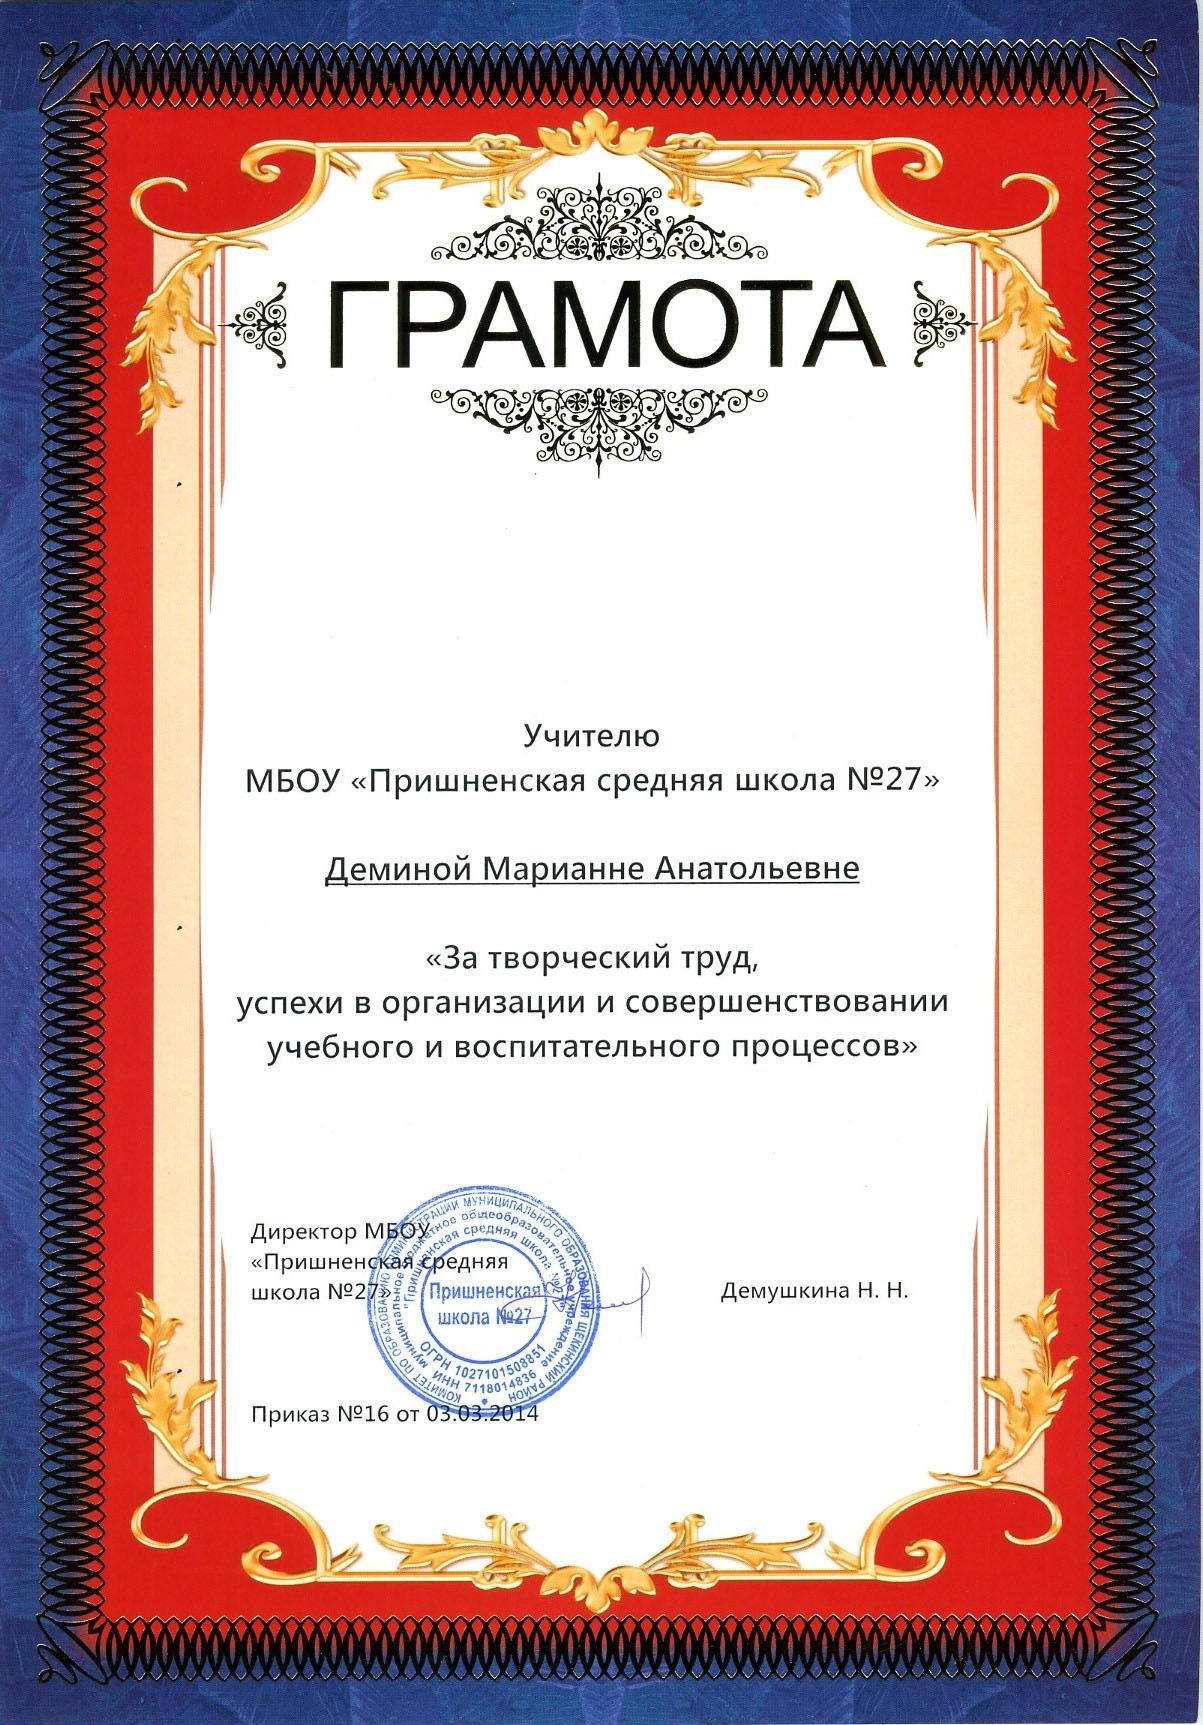 ГРАМОТА
Учителю
МБОУ «Пришненская средняя школа №27»
Деминой Марианне Анатольевне
«За творческий труд,
успехи в организации и совершенствовании
учебного и воспитательного процессов»
Директор МБОУ
«Пришненская средняя
школа №27»
Демушкина Н. Н.
КОМИТЕТ ПО ОБРАЗОВАНИЮ АДМИНИСТРАЦИИ МУНИЦИПАЛЬНОГО ОБРАЗОВАНИЯ ЩЕКИНСКИЙ РАЙОН
Муниципальное бюджетное общеобразовательное учреждение
"Пришненская средняя школа №27"
Пришненская
школа №27
ОГРН 1027101508851
ИНН 7118014836
Приказ №16 от 03.03.2014